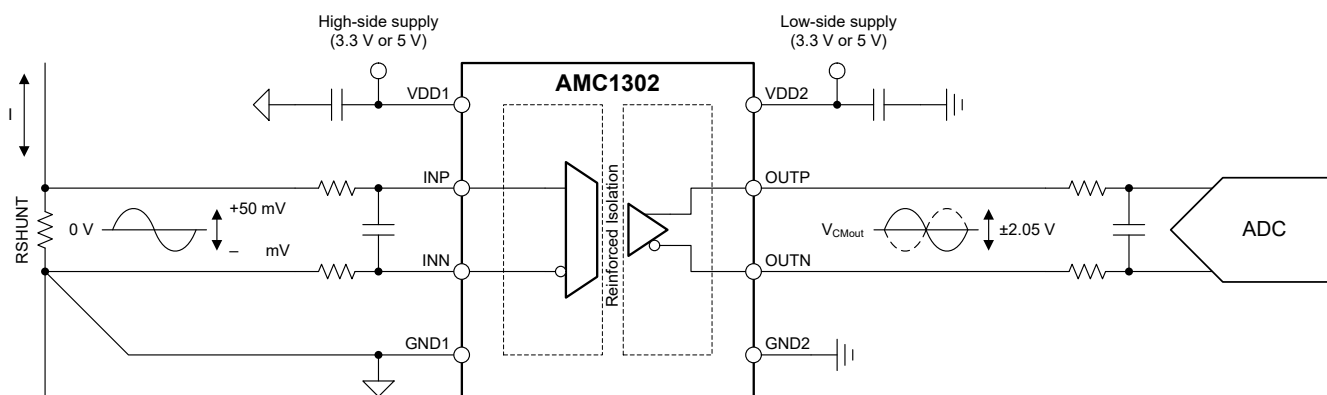 High-side supply
(3.3 V or 5 V)
Low-side supply
(3.3 V or 5 V)
AMC1302
VDD1
VDD2
I
INP
OUTP
RSHUNT
0 V
+50 mV
– mV
Reinforced Isolation
VCMout
±2.05 V
ADC
INN
OUTN
GND1
GND2